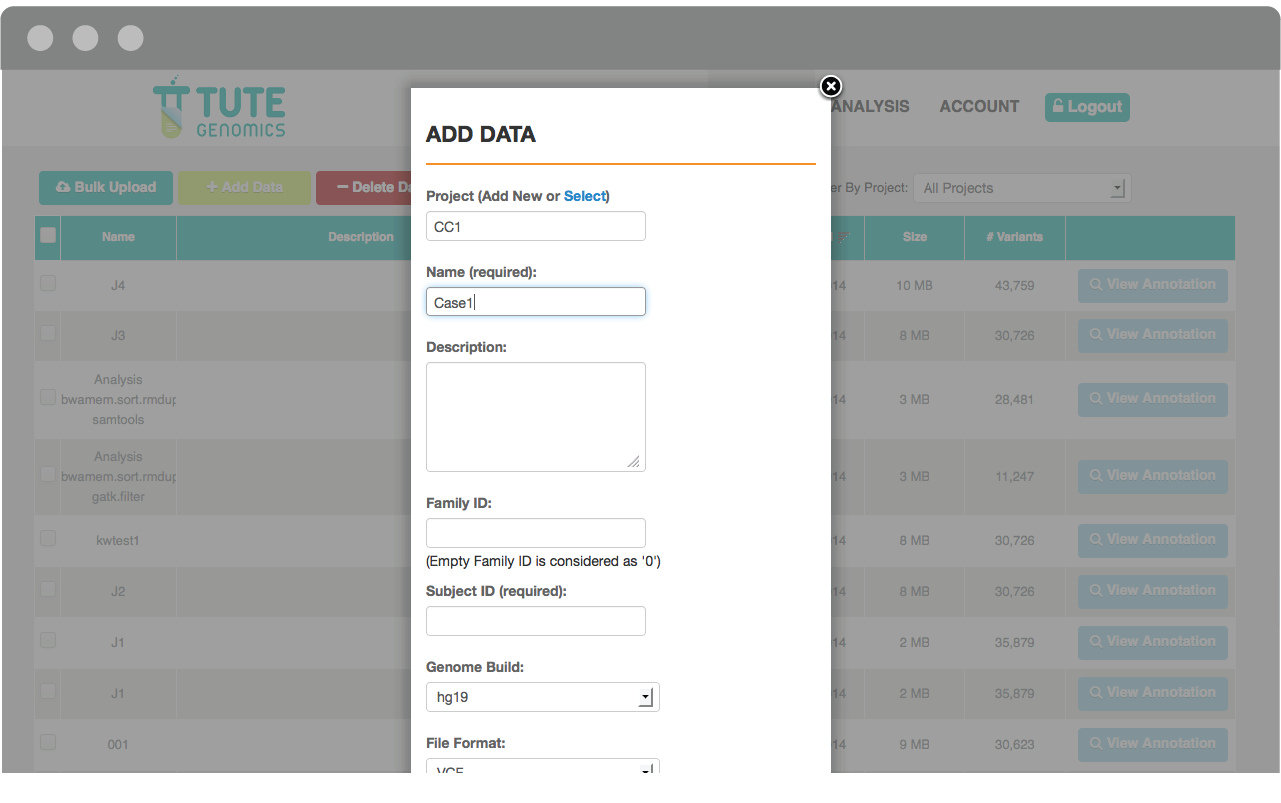 TUTE
GENOMICS
ANALYSIS
ACCOUNT
Logout
Bulk Upload
+ Add Data
Delete Da
er By Project:
All Projects
Name
Description
Size
# Variants
J4
14
10 MB
43,759
View Annotation
J3
14
8 MB
30,726
View Annotation
Analysis
bwamem.sort.rmdup
samtools
14
3 MB
28,481
View Annotation
Analysis
bwamem.sort.rmdup
gatk.filter
14
3 MB
11,247
View Annotation
kwtest1
14
8 MB
30,726
View Annotation
J2
14
8 MB
30,726
View Annotation
J1
14
2 MB
35,879
View Annotation
J1
14
2 MB
35,879
View Annotation
001
14
9 MB
30,623
View Annotation
ADD DATA
Project (Add New or Select)
CC1
Name (required):
Case1
Description:
Family ID:
(Empty Family ID is considered as '0')
Subject ID (required):
Genome Build:
hg19
File Format:
VCF